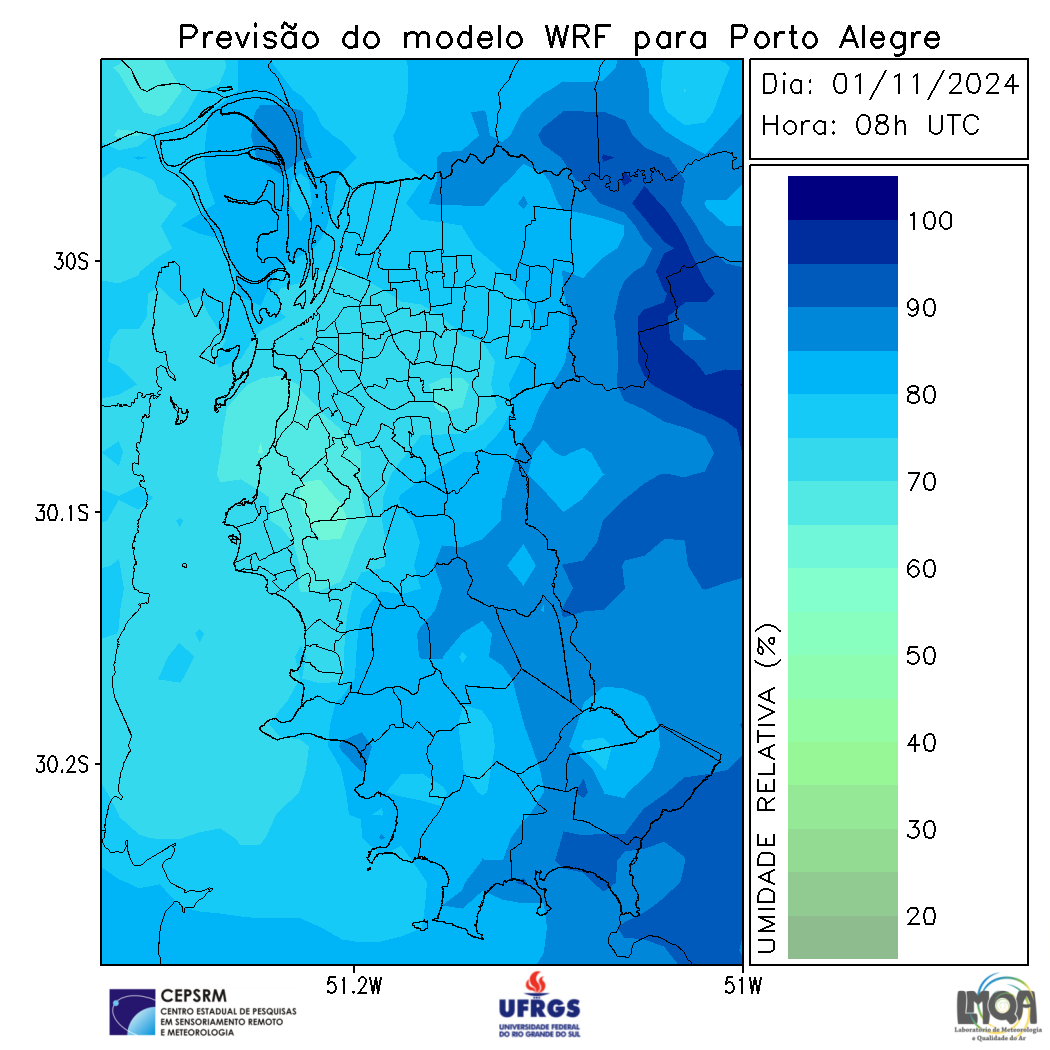 Previsão do modelo WRF para Porto Alegre
Dia: 01/11/2024
Hora: 08h UTC
30S
30.1S
30.2S
51.2W
51W
UMIDADE RELATIVA (%)
100
90
80
70
60
50
40
30
20
CEPSRM
CENTRO ESTADUAL DE PESQUISAS
EM SENSORIAMENTO REMOTO
E METEOROLOGIA
UFRGS
UNIVERSIDADE FEDERAL
DO RIO GRANDE DO SUL
LMQA
Laboratório de Meteorologia
e Qualidade do Ar